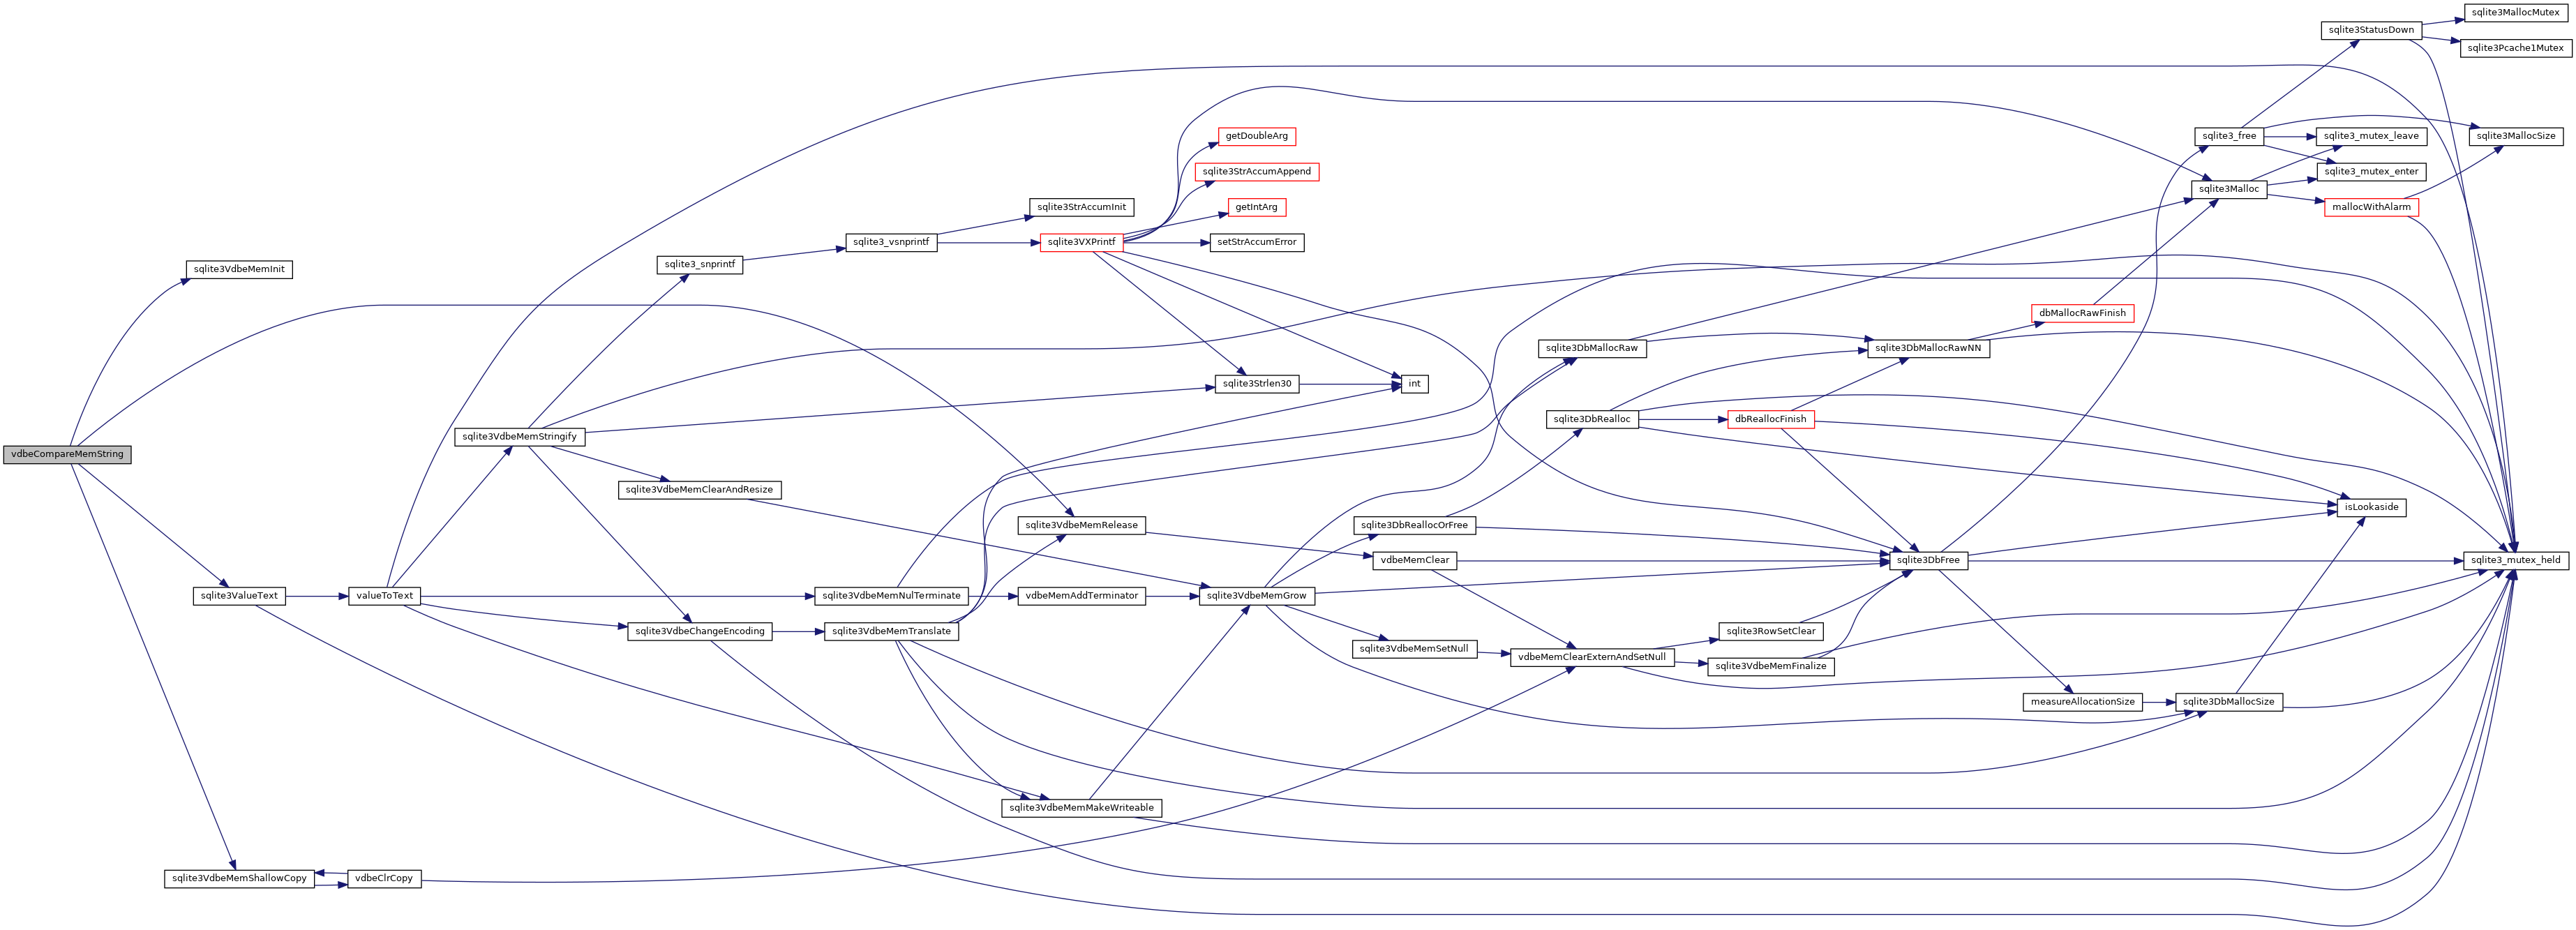 vdbeCompareMemString
sqlite3VdbeMemInit
sqlite3ValueText
sqlite3VdbeMemShallowCopy
valueToText
vdbeClrCopy
sqlite3VdbeMemStringify
sqlite3_snprintf
sqlite3VdbeMemClearAndResize
sqlite3VdbeChangeEncoding
sqlite3VdbeMemNulTerminate
sqlite3VdbeMemTranslate
sqlite3_vsnprintf
sqlite3StrAccumInit
sqlite3VXPrintf
sqlite3VdbeMemRelease
vdbeMemAddTerminator
sqlite3VdbeMemMakeWriteable
getDoubleArg
sqlite3StrAccumAppend
getIntArg
setStrAccumError
sqlite3Strlen30
sqlite3VdbeMemGrow
int
sqlite3DbReallocOrFree
vdbeMemClear
sqlite3VdbeMemSetNull
sqlite3DbMallocRaw
sqlite3DbRealloc
vdbeMemClearExternAndSetNull
dbReallocFinish
sqlite3RowSetClear
sqlite3VdbeMemFinalize
sqlite3DbMallocRawNN
sqlite3DbFree
dbMallocRawFinish
measureAllocationSize
sqlite3_free
sqlite3Malloc
sqlite3DbMallocSize
sqlite3StatusDown
sqlite3_mutex_leave
sqlite3_mutex_enter
mallocWithAlarm
isLookaside
sqlite3MallocMutex
sqlite3Pcache1Mutex
sqlite3MallocSize
sqlite3_mutex_held